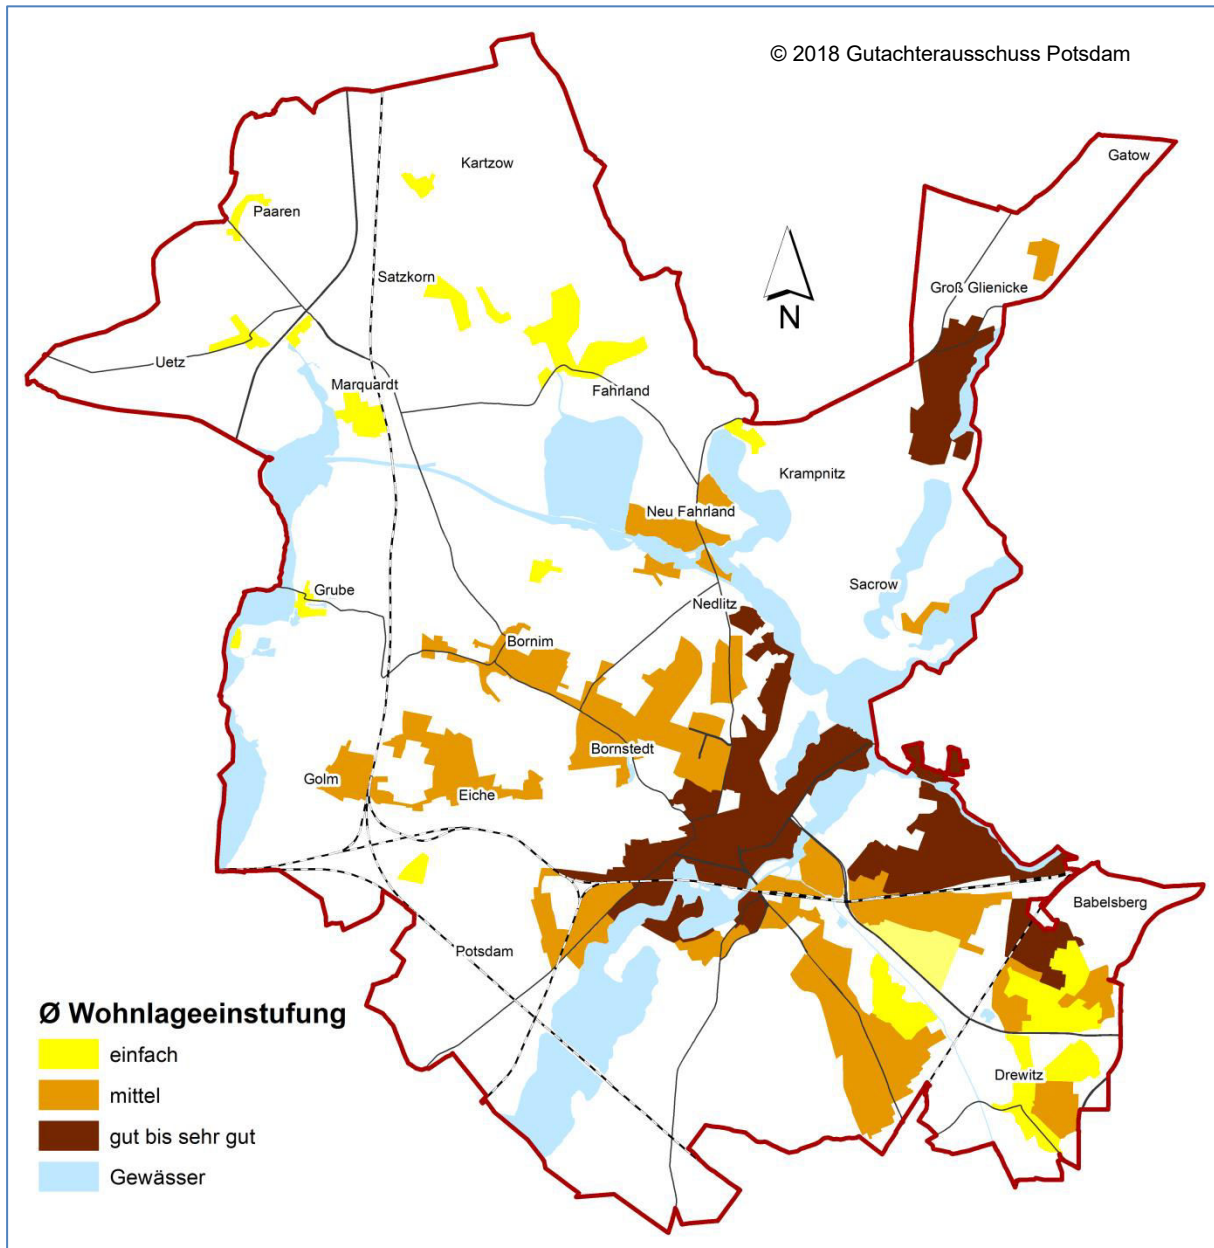 © 2018 Gutachterausschuss Potsdam
Gatow
Kartzow
Paaren
Satzkorn
Groß Glienicke
N
Uetz
Marquardt
Fahrland
Krampnitz
Neu Fahrland
Sacrow
Grube
Nedlitz
Bornim
Bornstedt
Golm
Eiche
Babelsberg
Potsdam
Drewitz
Ø Wohnlageeinstufung
einfach
mittel
gut bis sehr gut
Gewässer